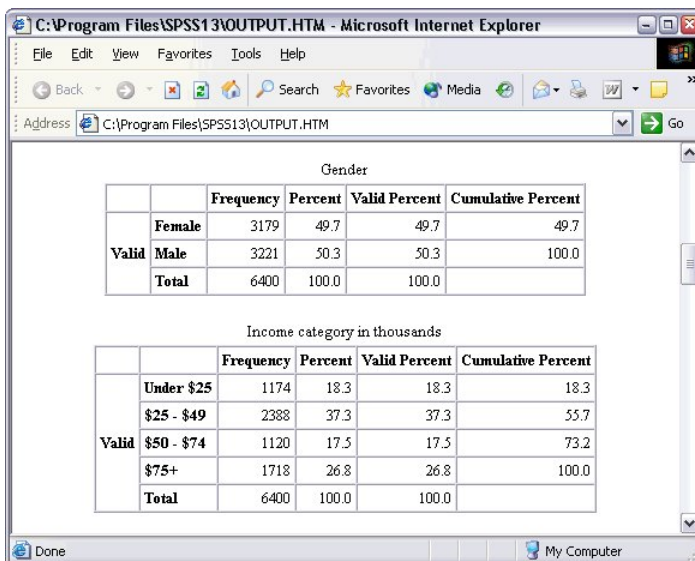 C:\Program Files\SPSS13\OUTPUT.HTM - Microsoft Internet Explorer
File Edit View Favorites Tools Help
Back Search Favorites Media
Address C:\Program Files\SPSS13\OUTPUT.HTM Go
Gender
Frequency Percent Valid Percent Cumulative Percent
Female 3179 49.7 49.7 49.7
Valid Male 3221 50.3 50.3 100.0
Total 6400 100.0 100.0
Income category in thousands
Frequency Percent Valid Percent Cumulative Percent
Under $25 1174 18.3 18.3 18.3
$25 - $49 2388 37.3 37.3 55.7
Valid $50 - $74 1120 17.5 17.5 73.2
$75+ 1718 26.8 26.8 100.0
Total 6400 100.0 100.0
Done My Computer